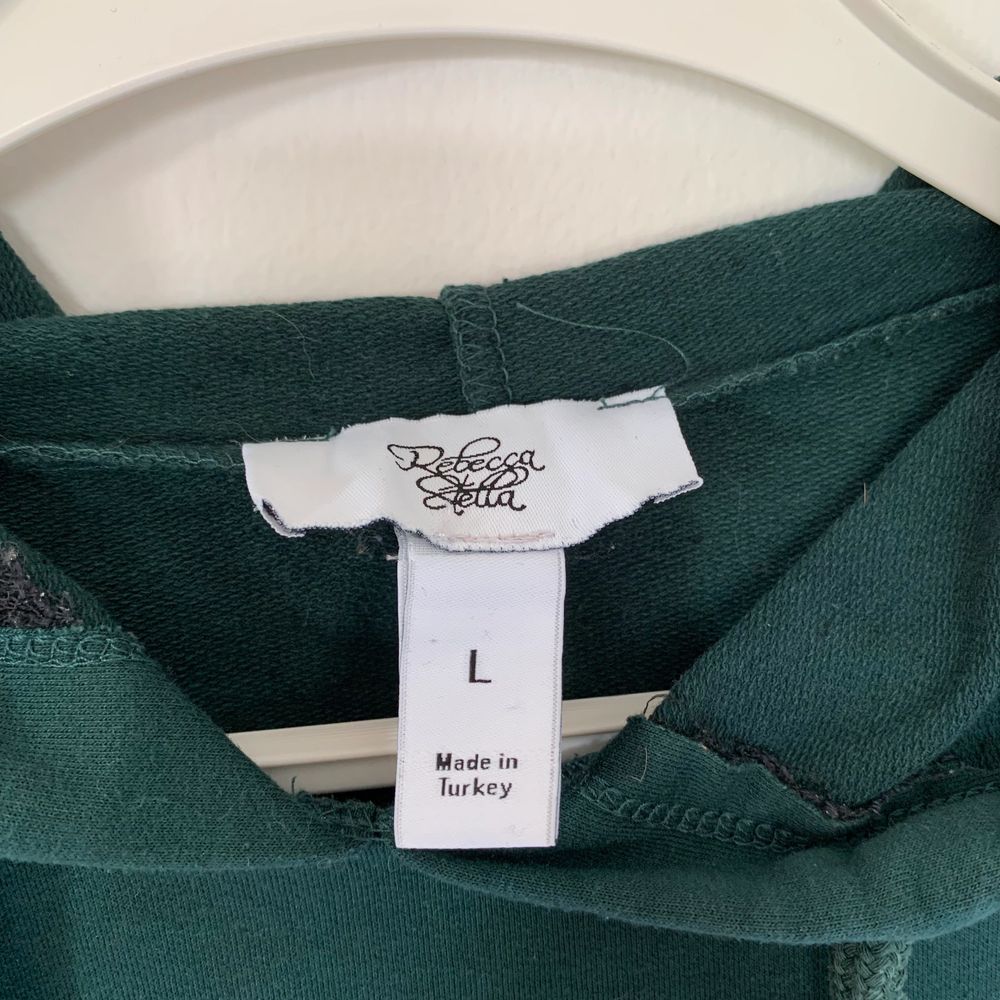 Rebecca
Stella
L
Made in
Turkey